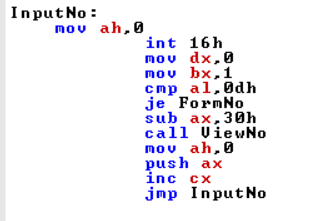 InputNo:
mov ah,0
int 16h
mov dx,0
mov bx,1
cmp al,0dh
je FormNo
sub ax,30h
call ViewNo
mov ah,0
push ax
inc cx
jmp InputNo